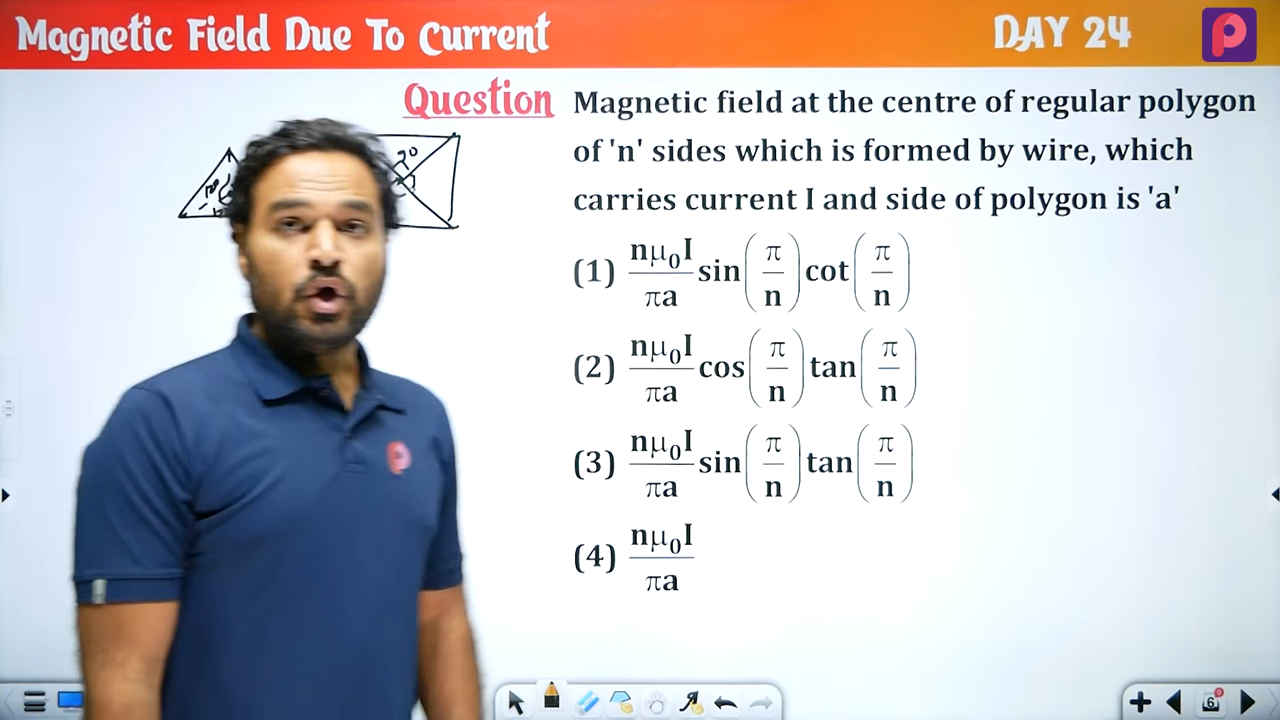 Magnetic Field Due To Current
DAY 24
Question
Magnetic field at the centre of regular polygon
of 'n' sides which is formed by wire, which
carries current I and side of polygon is 'a'
(1) nμ₀I/πa sin(π/n) cot(π/n)
(2) nμ₀I/πa cos(π/n) tan(π/n)
(3) nμ₀I/πa sin(π/n) tan(π/n)
(4) nμ₀I/πa
90
6